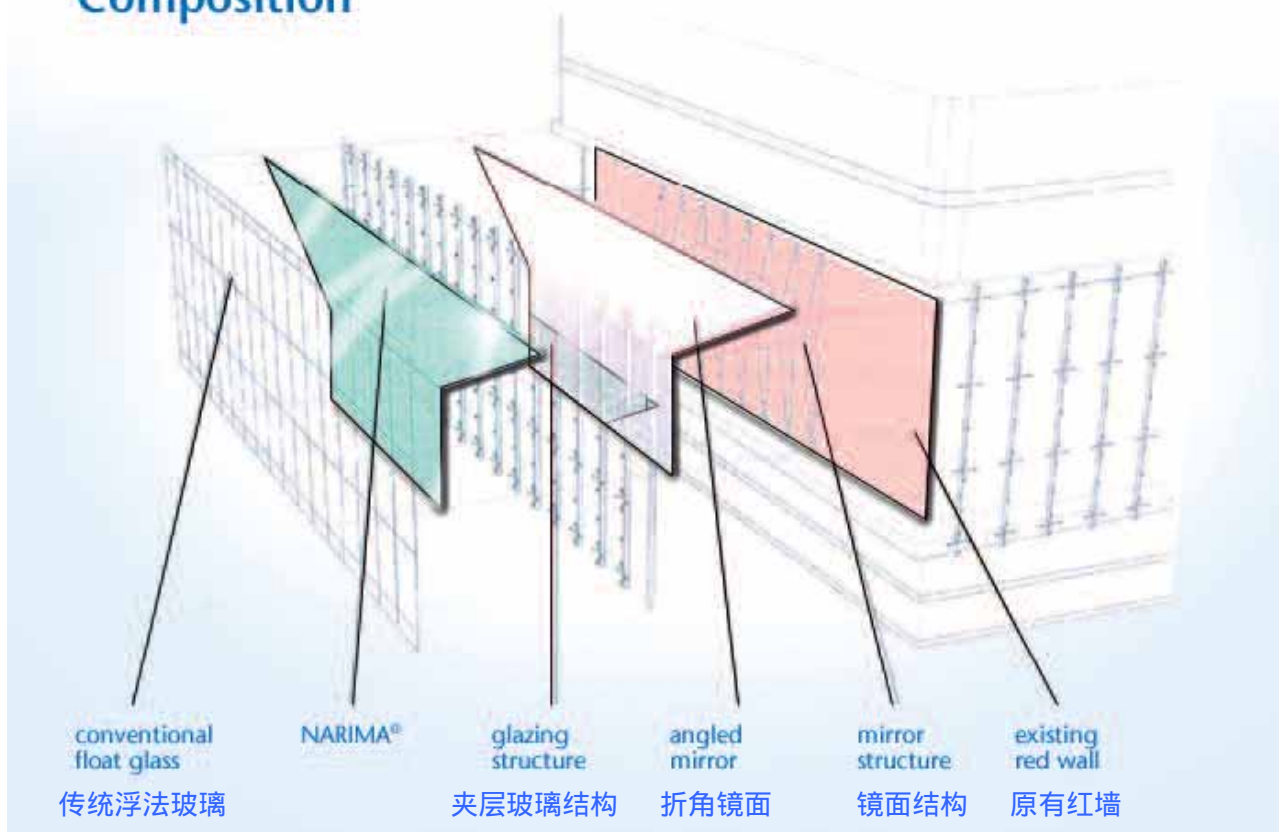 Composition
conventional
float glass
NARIMA®
glazing
structure
angled
mirror
mirror
structure
existing
red wall
传统浮法玻璃
夹层玻璃结构
折角镜面
镜面结构
原有红墙